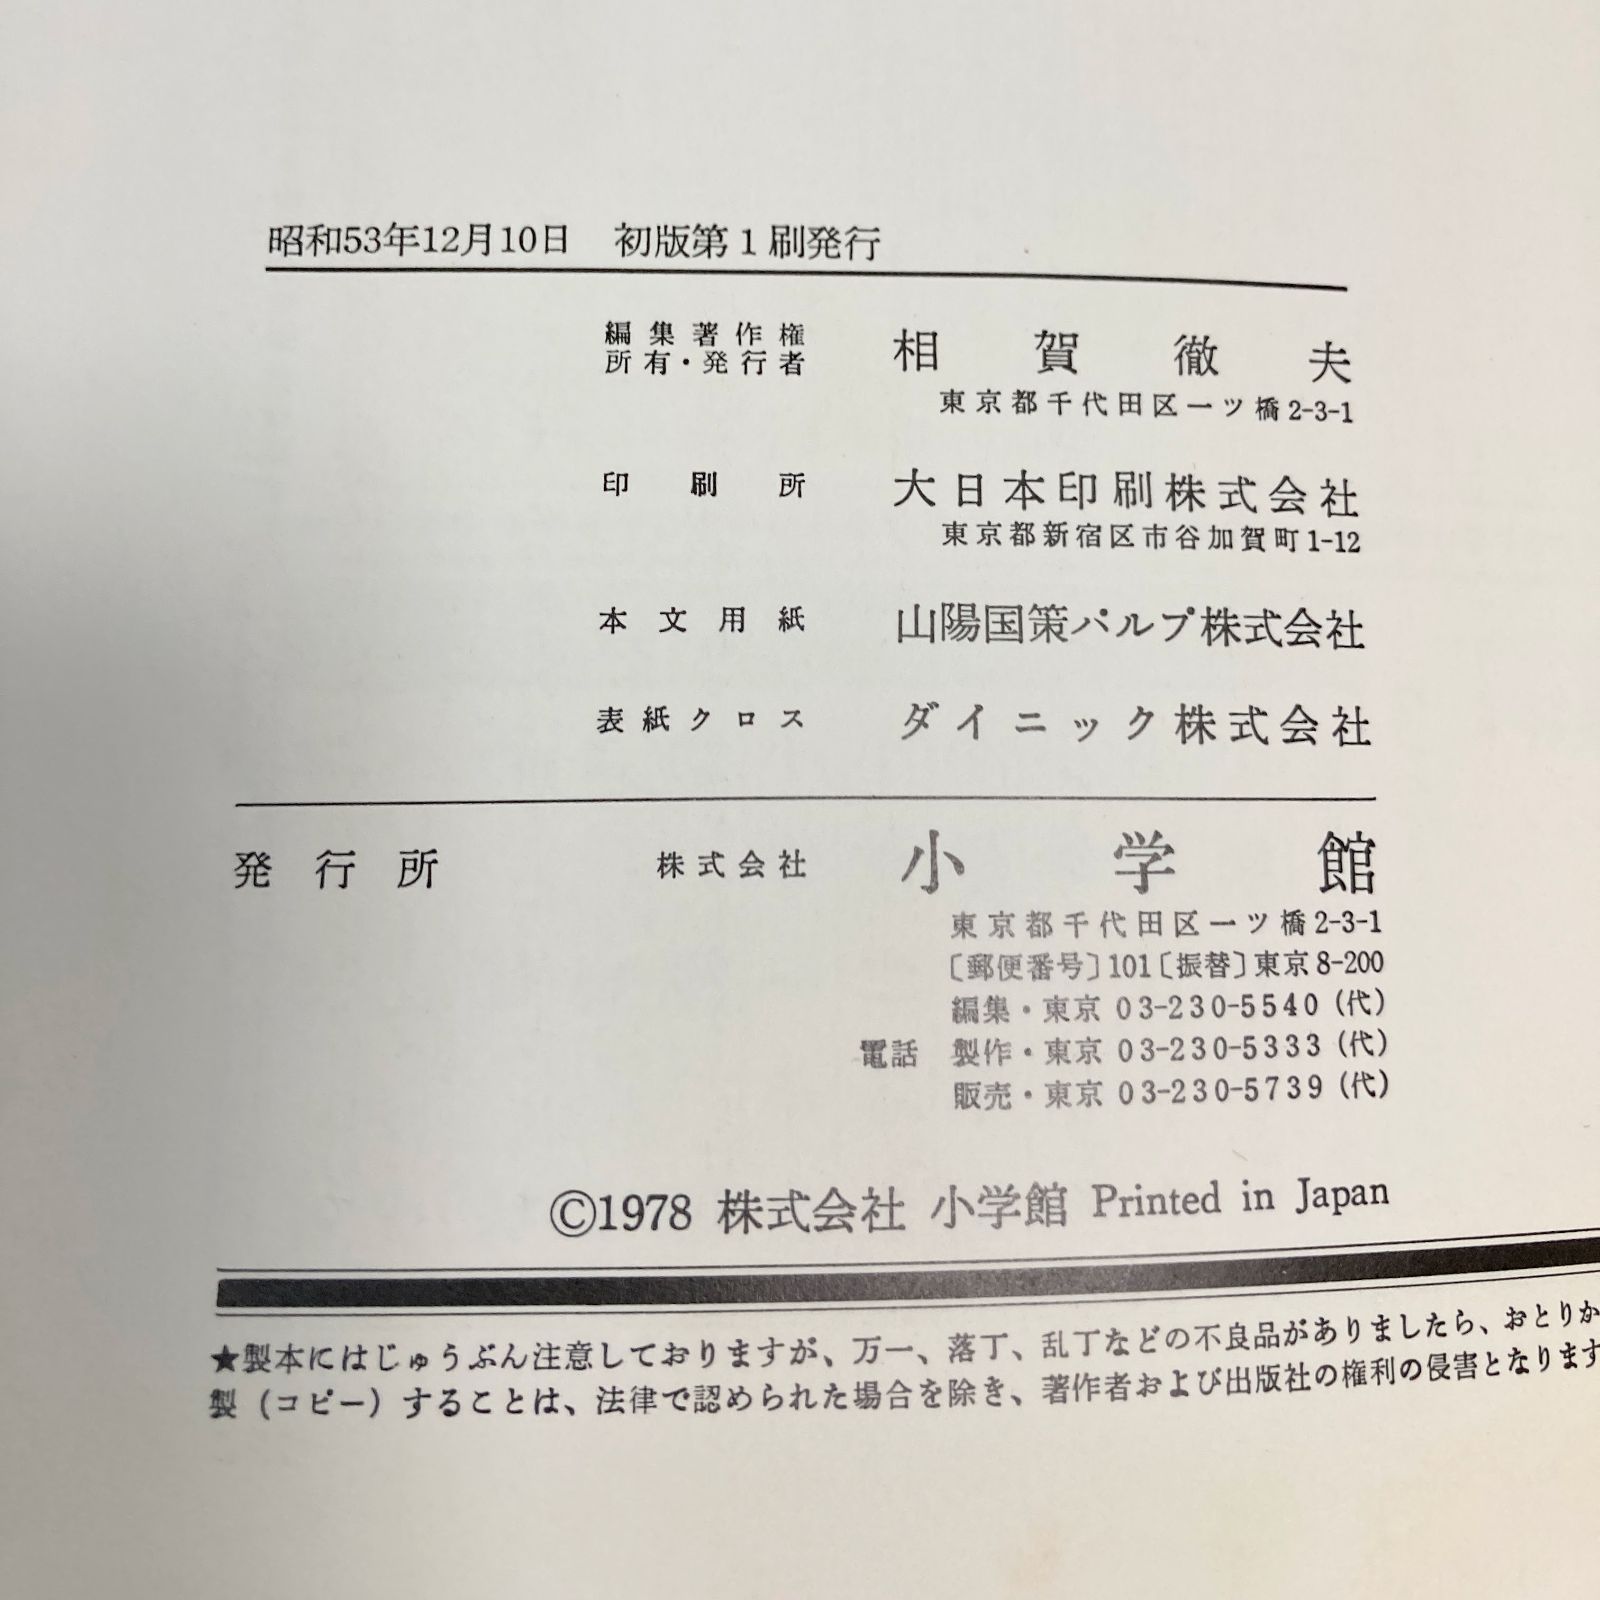 昭和53年12月10日　初版第1刷発行
編集著作権
所有・発行者　相賀徹夫
東京都千代田区一ツ橋2-3-1
印刷所　大日本印刷株式会社
東京都新宿区市谷加賀町1-12
本文用紙　山陽国策パルプ株式会社
表紙クロス　ダイニック株式会社
発行所　株式会社　小学館
東京都千代田区一ツ橋2-3-1
〔郵便番号〕101〔振替〕東京8-200
編集・東京 03-230-5540（代）
電話　製作・東京 03-230-5333（代）
販売・東京 03-230-5739（代）
©1978 株式会社 小学館 Printed in Japan
★製本にはじゅうぶん注意しておりますが、万一、落丁、乱丁などの不良品がありましたら、おとりか
製（コピー）することは、法律で認められた場合を除き、著作者および出版社の権利の侵害となります